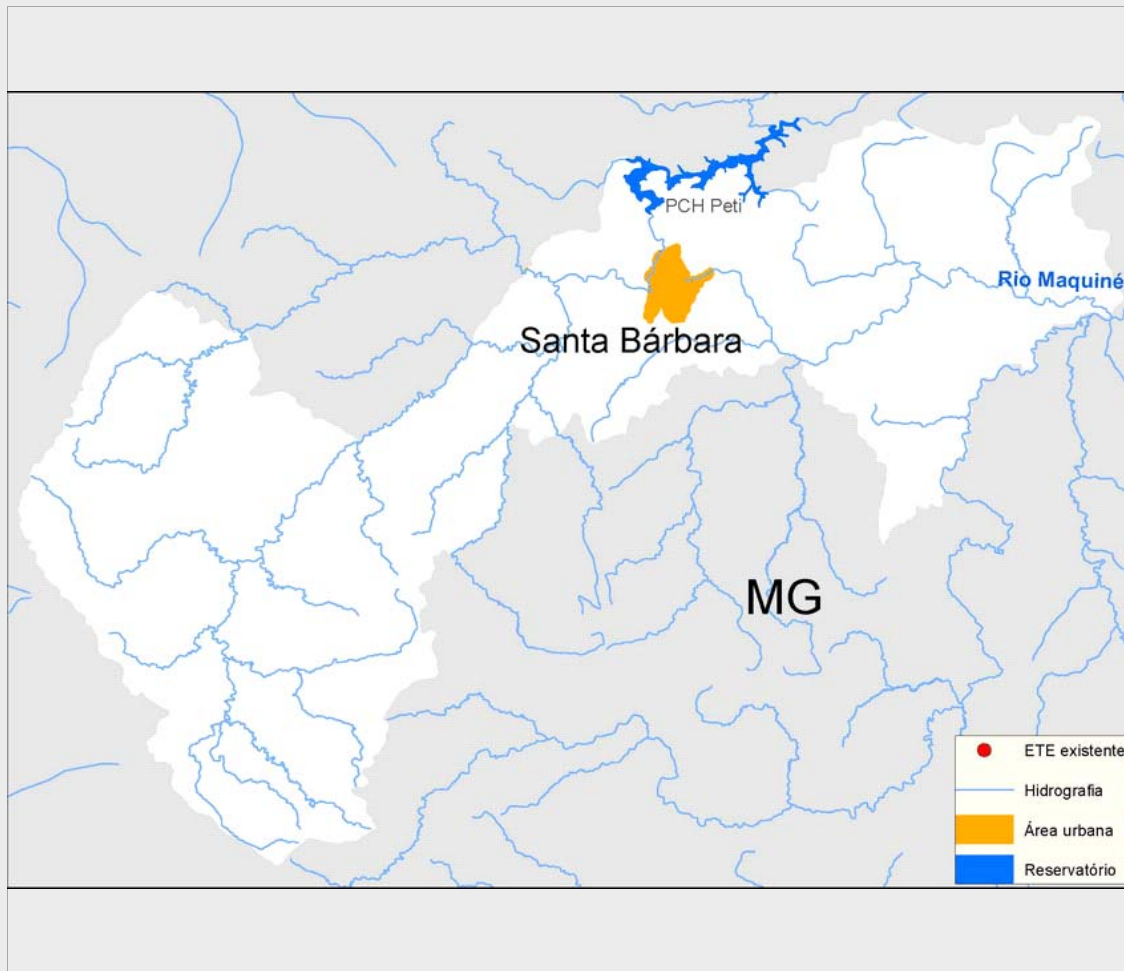 PCH Peti
Rio Maquiné
Santa Bárbara
MG
ETE existente
Hidrografia
Área urbana
Reservatório